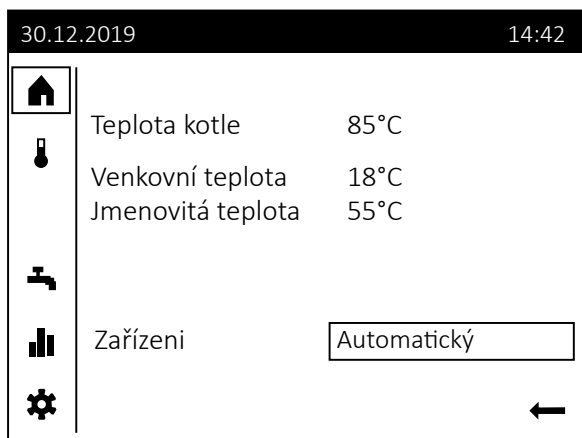 30.12.2019 14:42
Teplota kotle 85°C
Venkovní teplota 18°C
Jmenovitá teplota 55°C
Zařízeni Automatický